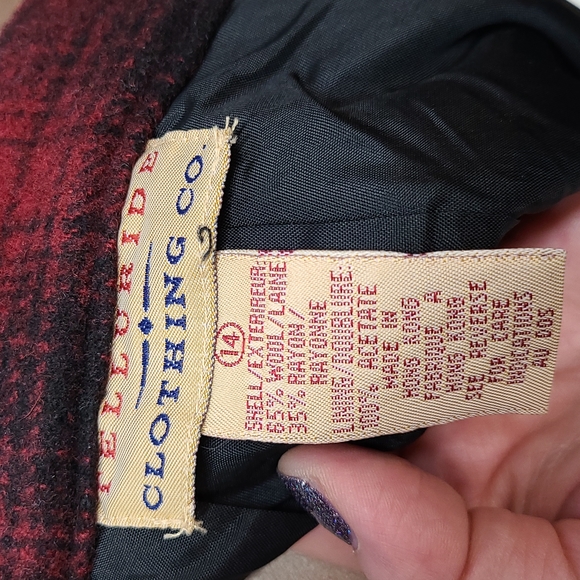 TELLURIDE
CLOTHING CO.
14
SHELL/EXTERIEUR:
65% WOOL/LAINE
35% RAYON/
RAYONNE
LINING/DOUBLURE:
100% ACETATE
MADE IN
HONG KONG
FABRIQUE A
HONG KONG
SEE REVERSE
FOR CARE
INDICATIONS
AU DOS